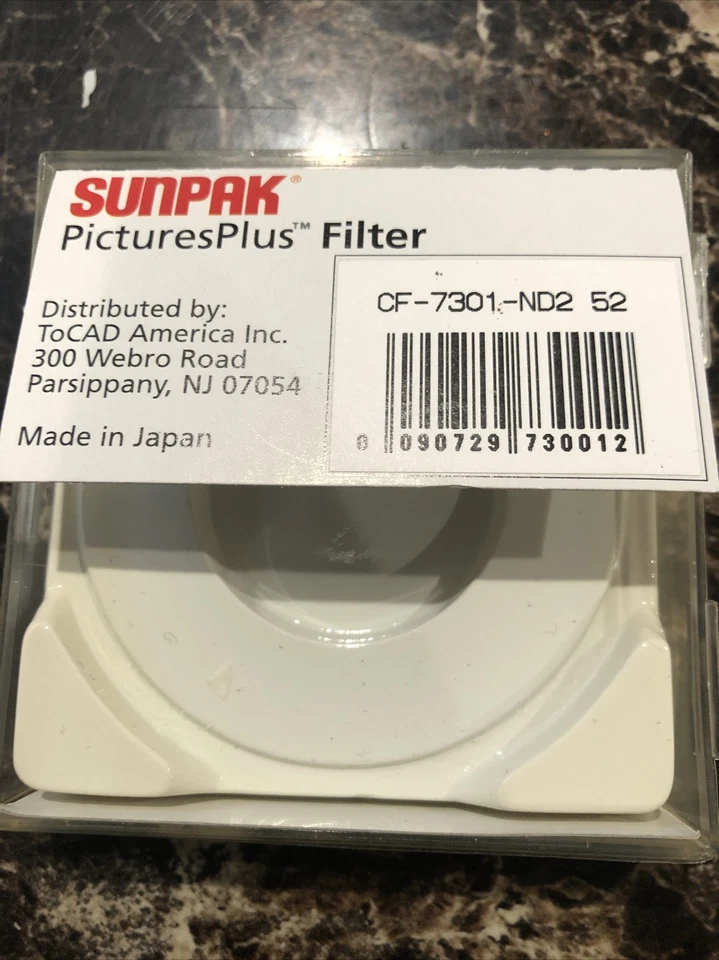 SUNPAK®
PicturesPlus™ Filter
Distributed by:
ToCAD America Inc.
300 Webro Road
Parsippany, NJ 07054
Made in Japan
CF-7301-ND2 52
0 090729 730012